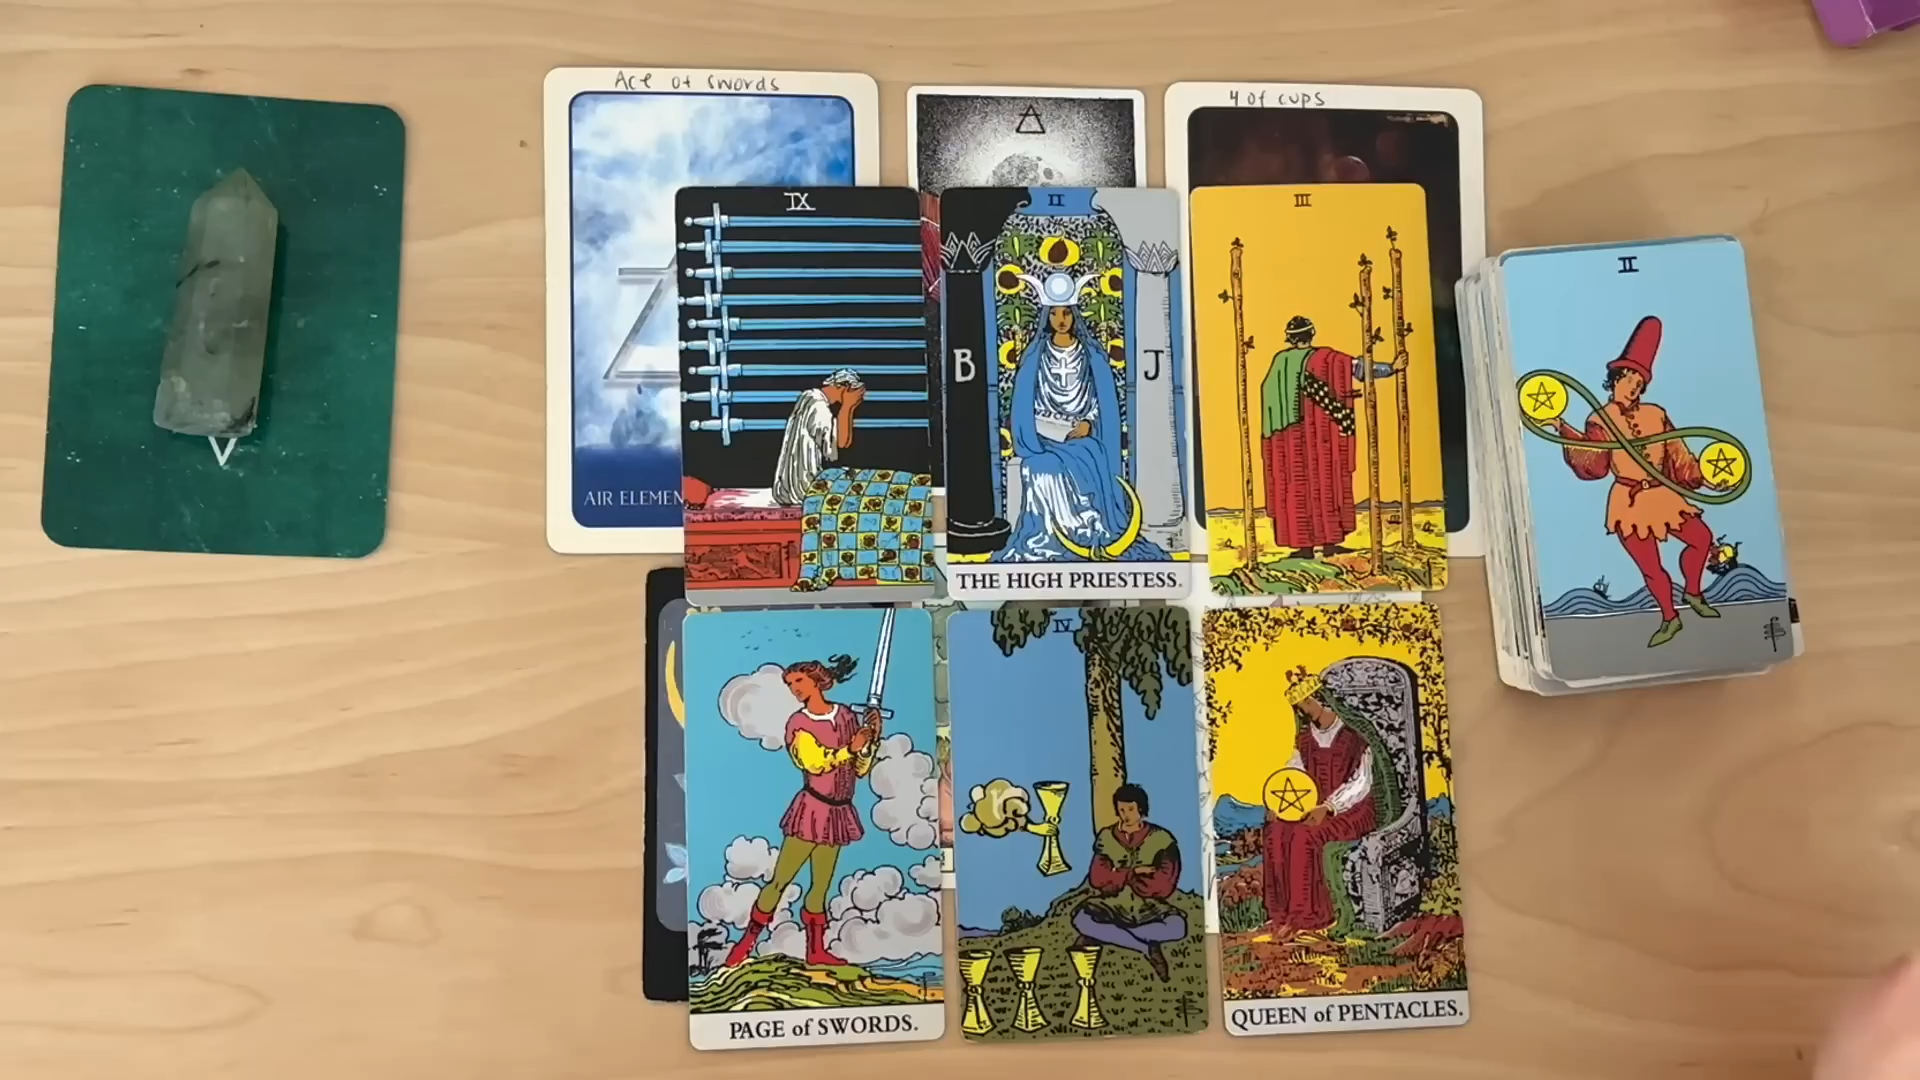 Ace of Swords
4 of cups
IX
II
III
II
B
J
AIR ELEMEN
THE HIGH PRIESTESS.
IV
PAGE of SWORDS.
QUEEN of PENTACLES.